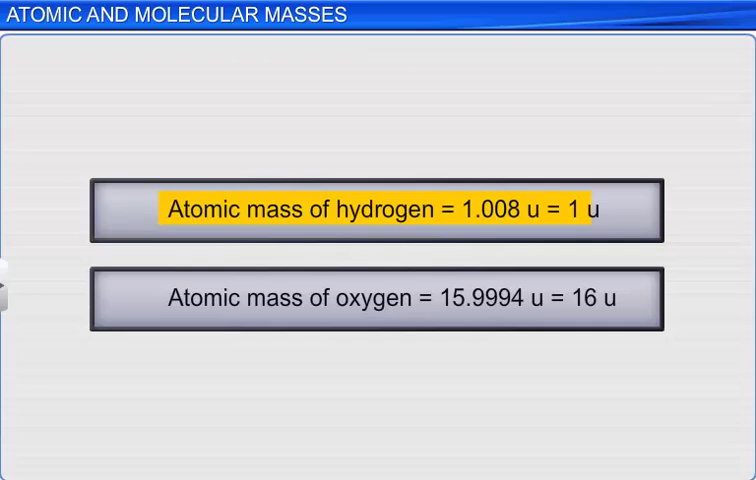 ATOMIC AND MOLECULAR MASSES
Atomic mass of hydrogen = 1.008 u = 1 u
Atomic mass of oxygen = 15.9994 u = 16 u